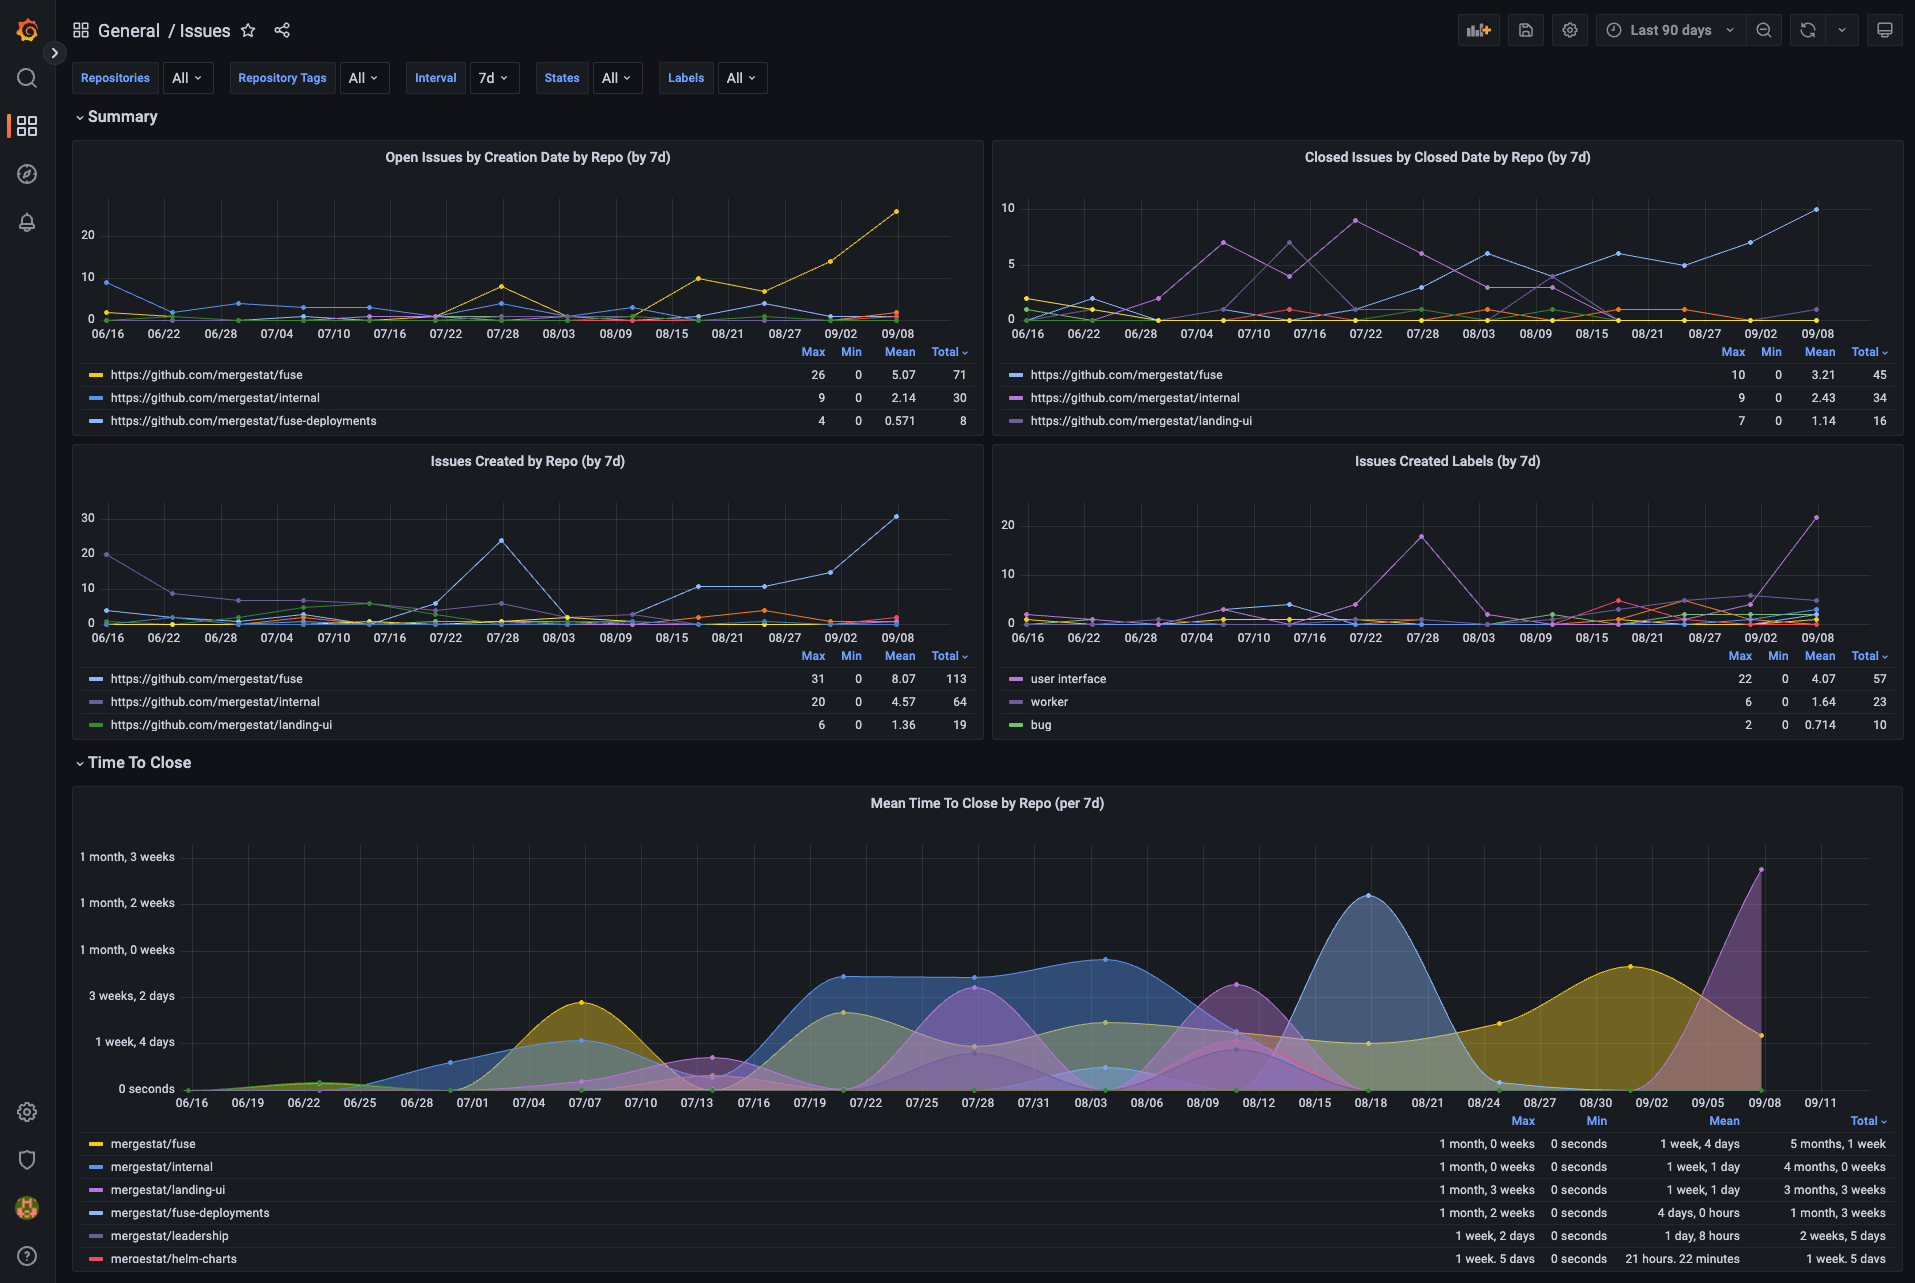 General / Issues
Last 90 days
Repositories All Repository Tags All Interval 7d States All Labels All
Summary
Open Issues by Creation Date by Repo (by 7d)
20
10
0
06/16 06/22 06/28 07/04 07/10 07/16 07/22 07/28 08/03 08/09 08/15 08/21 08/27 09/02 09/08
Max Min Mean Total
https://github.com/mergestat/fuse 26 0 5.07 71
https://github.com/mergestat/internal 9 0 2.14 30
https://github.com/mergestat/fuse-deployments 4 0 0.571 8
Closed Issues by Closed Date by Repo (by 7d)
10
5
0
06/16 06/22 06/28 07/04 07/10 07/16 07/22 07/28 08/03 08/09 08/15 08/21 08/27 09/02 09/08
Max Min Mean Total
https://github.com/mergestat/fuse 10 0 3.21 45
https://github.com/mergestat/internal 9 0 2.43 34
https://github.com/mergestat/landing-ui 7 0 1.14 16
Issues Created by Repo (by 7d)
30
20
10
0
06/16 06/22 06/28 07/04 07/10 07/16 07/22 07/28 08/03 08/09 08/15 08/21 08/27 09/02 09/08
Max Min Mean Total
https://github.com/mergestat/fuse 31 0 8.07 113
https://github.com/mergestat/internal 20 0 4.57 64
https://github.com/mergestat/landing-ui 6 0 1.36 19
Issues Created Labels (by 7d)
20
10
0
06/16 06/22 06/28 07/04 07/10 07/16 07/22 07/28 08/03 08/09 08/15 08/21 08/27 09/02 09/08
Max Min Mean Total
user interface 22 0 4.07 57
worker 6 0 1.64 23
bug 2 0 0.714 10
Time To Close
Mean Time To Close by Repo (per 7d)
1 month, 3 weeks
1 month, 2 weeks
1 month, 0 weeks
3 weeks, 2 days
1 week, 4 days
0 seconds
06/16 06/19 06/22 06/25 06/28 07/01 07/04 07/07 07/10 07/13 07/16 07/19 07/22 07/25 07/28 07/31 08/03 08/06 08/09 08/12 08/15 08/18 08/21 08/24 08/27 08/30 09/02 09/05 09/08 09/11
Max Min Mean Total
mergestat/fuse 1 month, 0 weeks 0 seconds 1 week, 4 days 5 months, 1 week
mergestat/internal 1 month, 0 weeks 0 seconds 1 week, 1 day 4 months, 0 weeks
mergestat/landing-ui 1 month, 3 weeks 0 seconds 1 week, 1 day 3 months, 3 weeks
mergestat/fuse-deployments 1 month, 2 weeks 0 seconds 4 days, 0 hours 1 month, 3 weeks
mergestat/leadership 1 week, 2 days 0 seconds 1 day, 8 hours 2 weeks, 5 days
mergestat/helm-charts 1 week, 5 days 0 seconds 21 hours, 22 minutes 1 week, 5 days